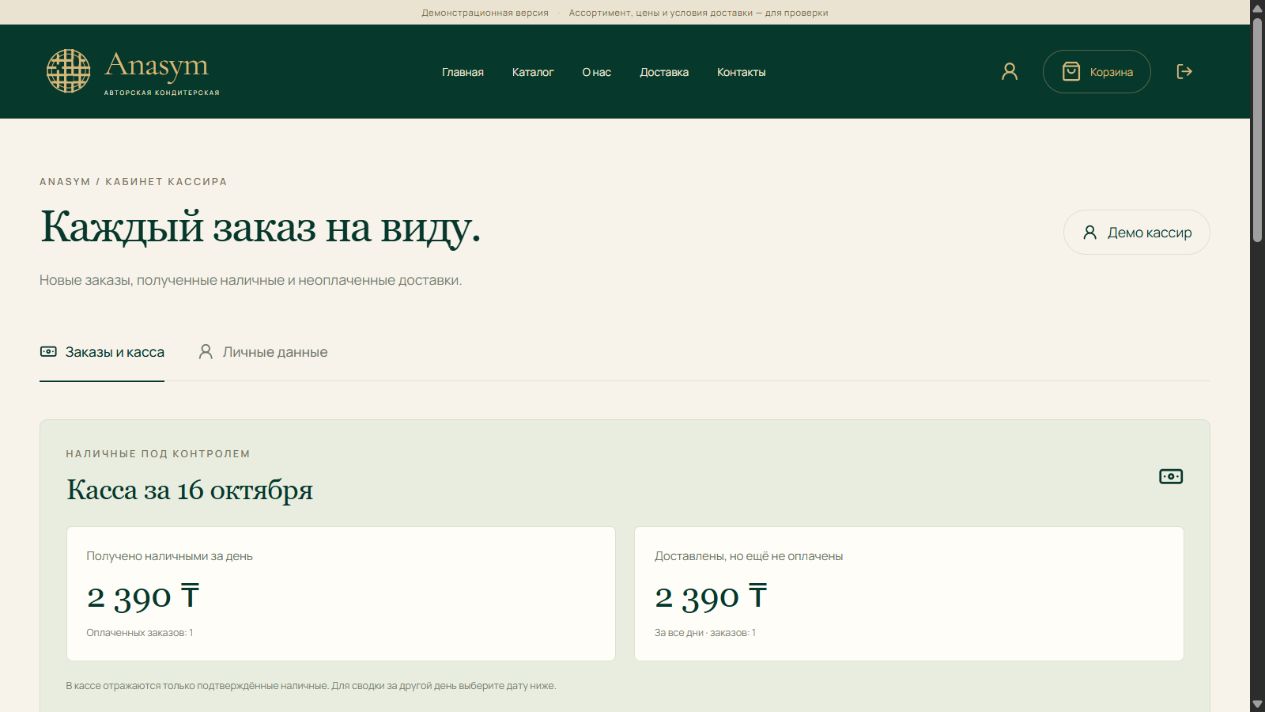 Демонстрационная версия · Ассортимент, цены и условия доставки — для проверки
Anasym
АВТОРСКАЯ КОНДИТЕРСКАЯ
Главная
Каталог
О нас
Доставка
Контакты
Корзина
ANASYM / КАБИНЕТ КАССИРА
Каждый заказ на виду.
Демо кассир
Новые заказы, полученные наличные и неоплаченные доставки.
Заказы и касса
Личные данные
НАЛИЧНЫЕ ПОД КОНТРОЛЕМ
Касса за 16 октября
Получено наличными за день
2 390 ₸
Оплаченных заказов: 1
Доставлены, но ещё не оплачены
2 390 ₸
За все дни · заказов: 1
В кассе отражаются только подтверждённые наличные. Для сводки за другой день выберите дату ниже.